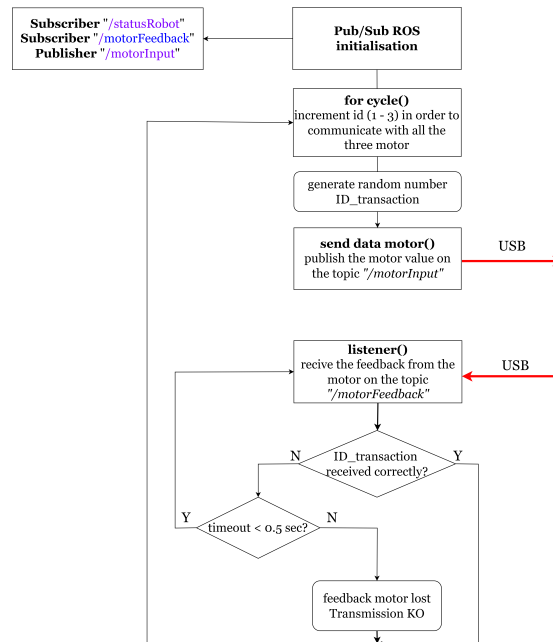 Subscriber "/statusRobot"
Subscriber "/motorFeedback"
Publisher "/motorInput"
Pub/Sub ROS
initialisation
for cycle()
increment id (1 - 3) in order to
communicate with all the
three motor
generate random number
ID_transaction
send data motor()
publish the motor value on
the topic "/motorInput"
USB
listener()
recive the feedback from the
motor on the topic
"/motorFeedback"
USB
ID_transaction
received correctly?
N
Y
timeout < 0.5 sec?
Y
N
feedback motor lost
Transmission KO